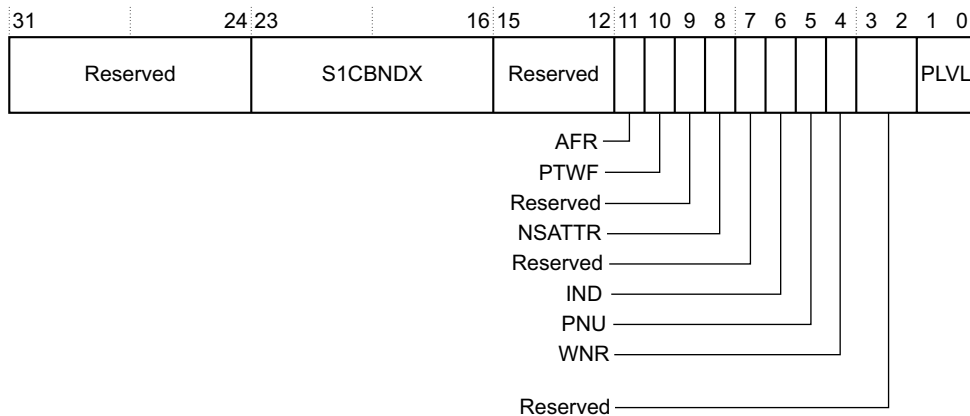 31 24 23 16 15 12 11 10 9 8 7 6 5 4 3 2 1 0
Reserved S1CBNDX Reserved PLVL
AFR
PTWF
Reserved
NSATTR
Reserved
IND
PNU
WNR
Reserved